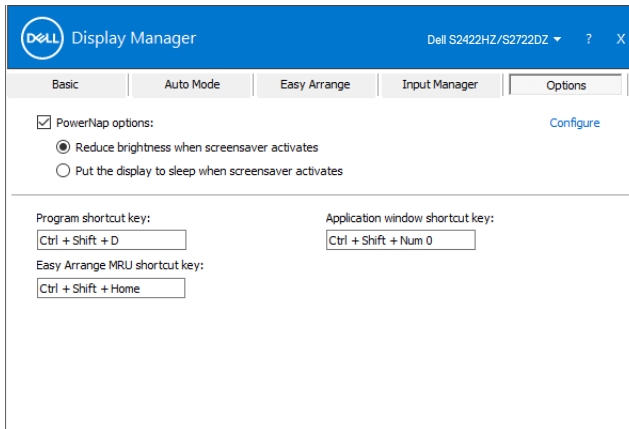 DELL Display Manager Dell S2422HZ/S2722DZ ? X
Basic Auto Mode Easy Arrange Input Manager Options
PowerNap options: Configure
Reduce brightness when screensaver activates
Put the display to sleep when screensaver activates
Program shortcut key: Application window shortcut key:
Ctrl + Shift + D Ctrl + Shift + Num 0
Easy Arrange MRU shortcut key:
Ctrl + Shift + Home